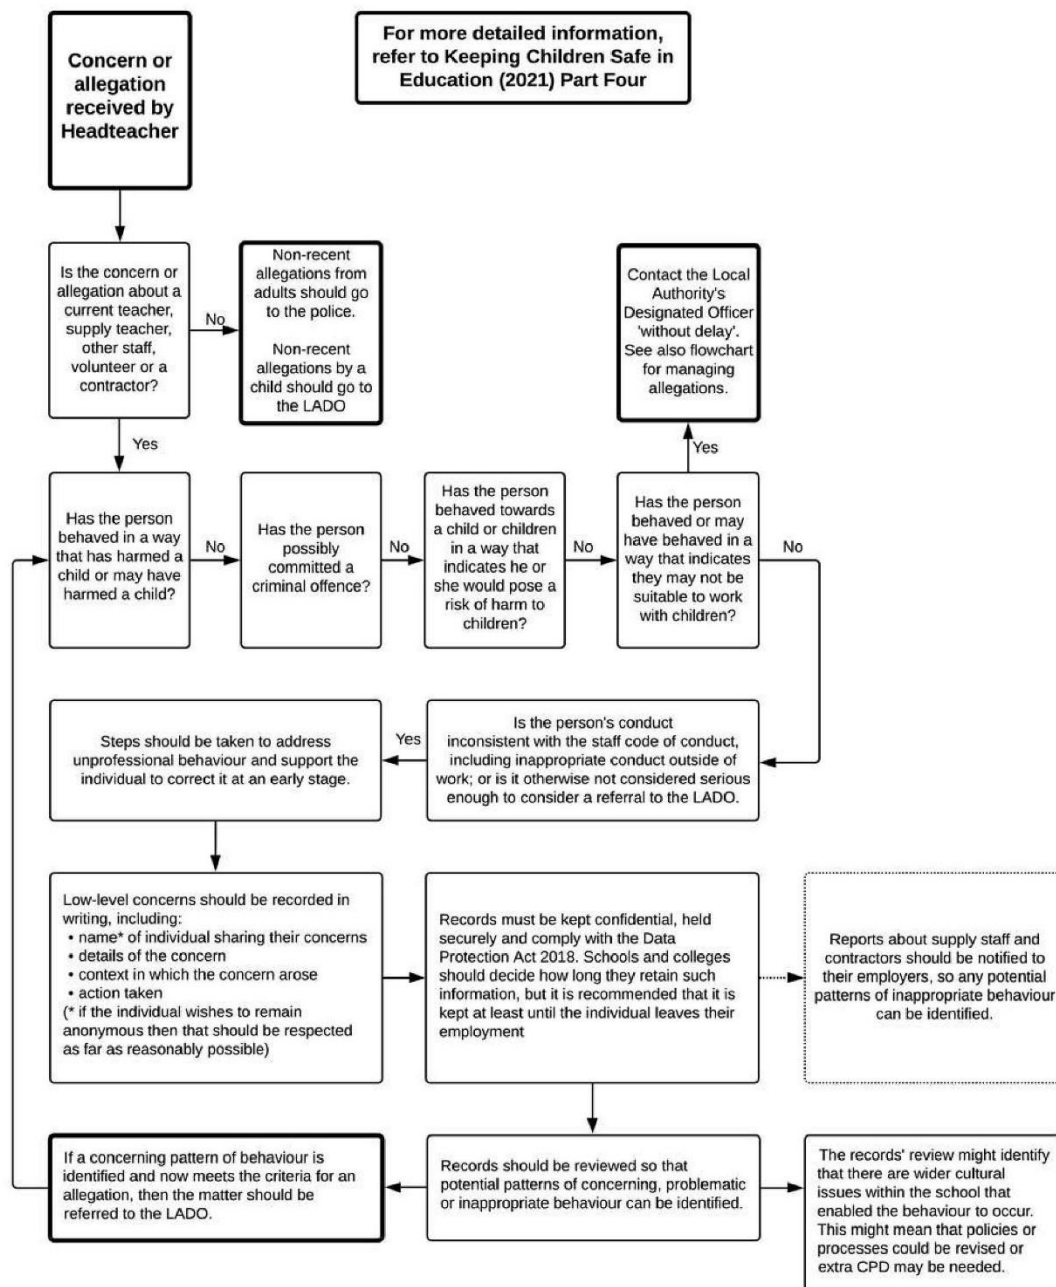 Concern or
allegation
received by
Headteacher
For more detailed information,
refer to Keeping Children Safe in
Education (2021) Part Four
Is the concern or
allegation about a
current teacher,
supply teacher,
other staff,
volunteer or a
contractor?
No
Non-recent
allegations from
adults should go
to the police.
Non-recent
allegations by a
child should go to
the LADO
Contact the Local
Authority's
Designated Officer
'without delay'.
See also flowchart
for managing
allegations.
Yes
Yes
Has the person
behaved in a way
that has harmed a
child or may have
harmed a child?
No
Has the person
possibly
committed a
criminal offence?
No
Has the person
behaved towards
a child or children
in a way that
indicates he or
she would pose a
risk of harm to
children?
No
Has the person
behaved or may
have behaved in a
way that indicates
they may not be
suitable to work
with children?
No
Is the person's conduct
inconsistent with the staff code of conduct,
including inappropriate conduct outside of
work; or is it otherwise not considered serious
enough to consider a referral to the LADO.
Yes
Steps should be taken to address
unprofessional behaviour and support the
individual to correct it at an early stage.
Low-level concerns should be recorded in
writing, including:
• name* of individual sharing their concerns
• details of the concern
• context in which the concern arose
• action taken
(* if the individual wishes to remain
anonymous then that should be respected
as far as reasonably possible)
Records must be kept confidential, held
securely and comply with the Data
Protection Act 2018. Schools and colleges
should decide how long they retain such
information, but it is recommended that it is
kept at least until the individual leaves their
employment
Reports about supply staff and
contractors should be notified to
their employers, so any potential
patterns of inappropriate behaviour
can be identified.
If a concerning pattern of behaviour is
identified and now meets the criteria for an
allegation, then the matter should be
referred to the LADO.
Records should be reviewed so that
potential patterns of concerning, problematic
or inappropriate behaviour can be identified.
The records' review might identify
that there are wider cultural
issues within the school that
enabled the behaviour to occur.
This might mean that policies or
processes could be revised or
extra CPD may be needed.